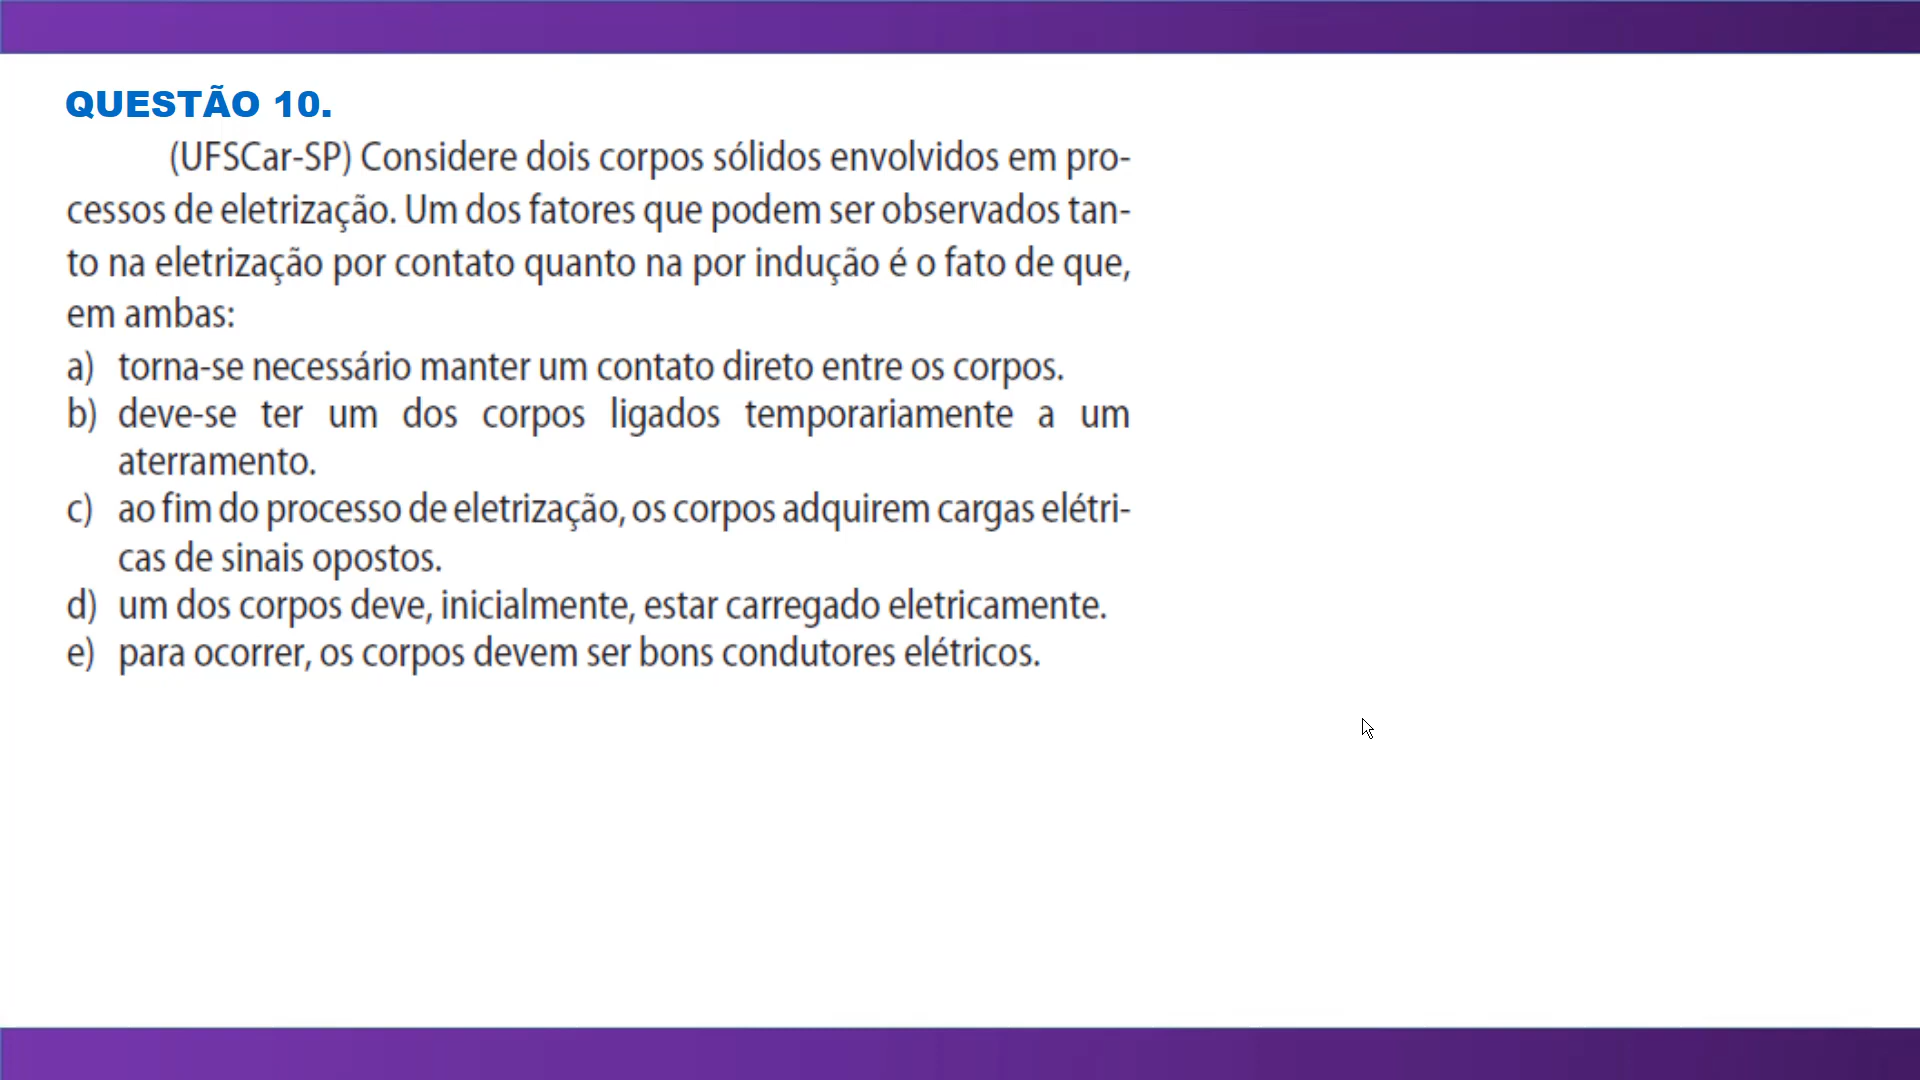 QUESTÃO 10.
(UFSCar-SP) Considere dois corpos sólidos envolvidos em pro-
cessos de eletrização. Um dos fatores que podem ser observados tan-
to na eletrização por contato quanto na por indução é o fato de que,
em ambas:
a) torna-se necessário manter um contato direto entre os corpos.
b) deve-se ter um dos corpos ligados temporariamente a um
aterramento.
c) ao fim do processo de eletrização, os corpos adquirem cargas elétri-
cas de sinais opostos.
d) um dos corpos deve, inicialmente, estar carregado eletricamente.
e) para ocorrer, os corpos devem ser bons condutores elétricos.